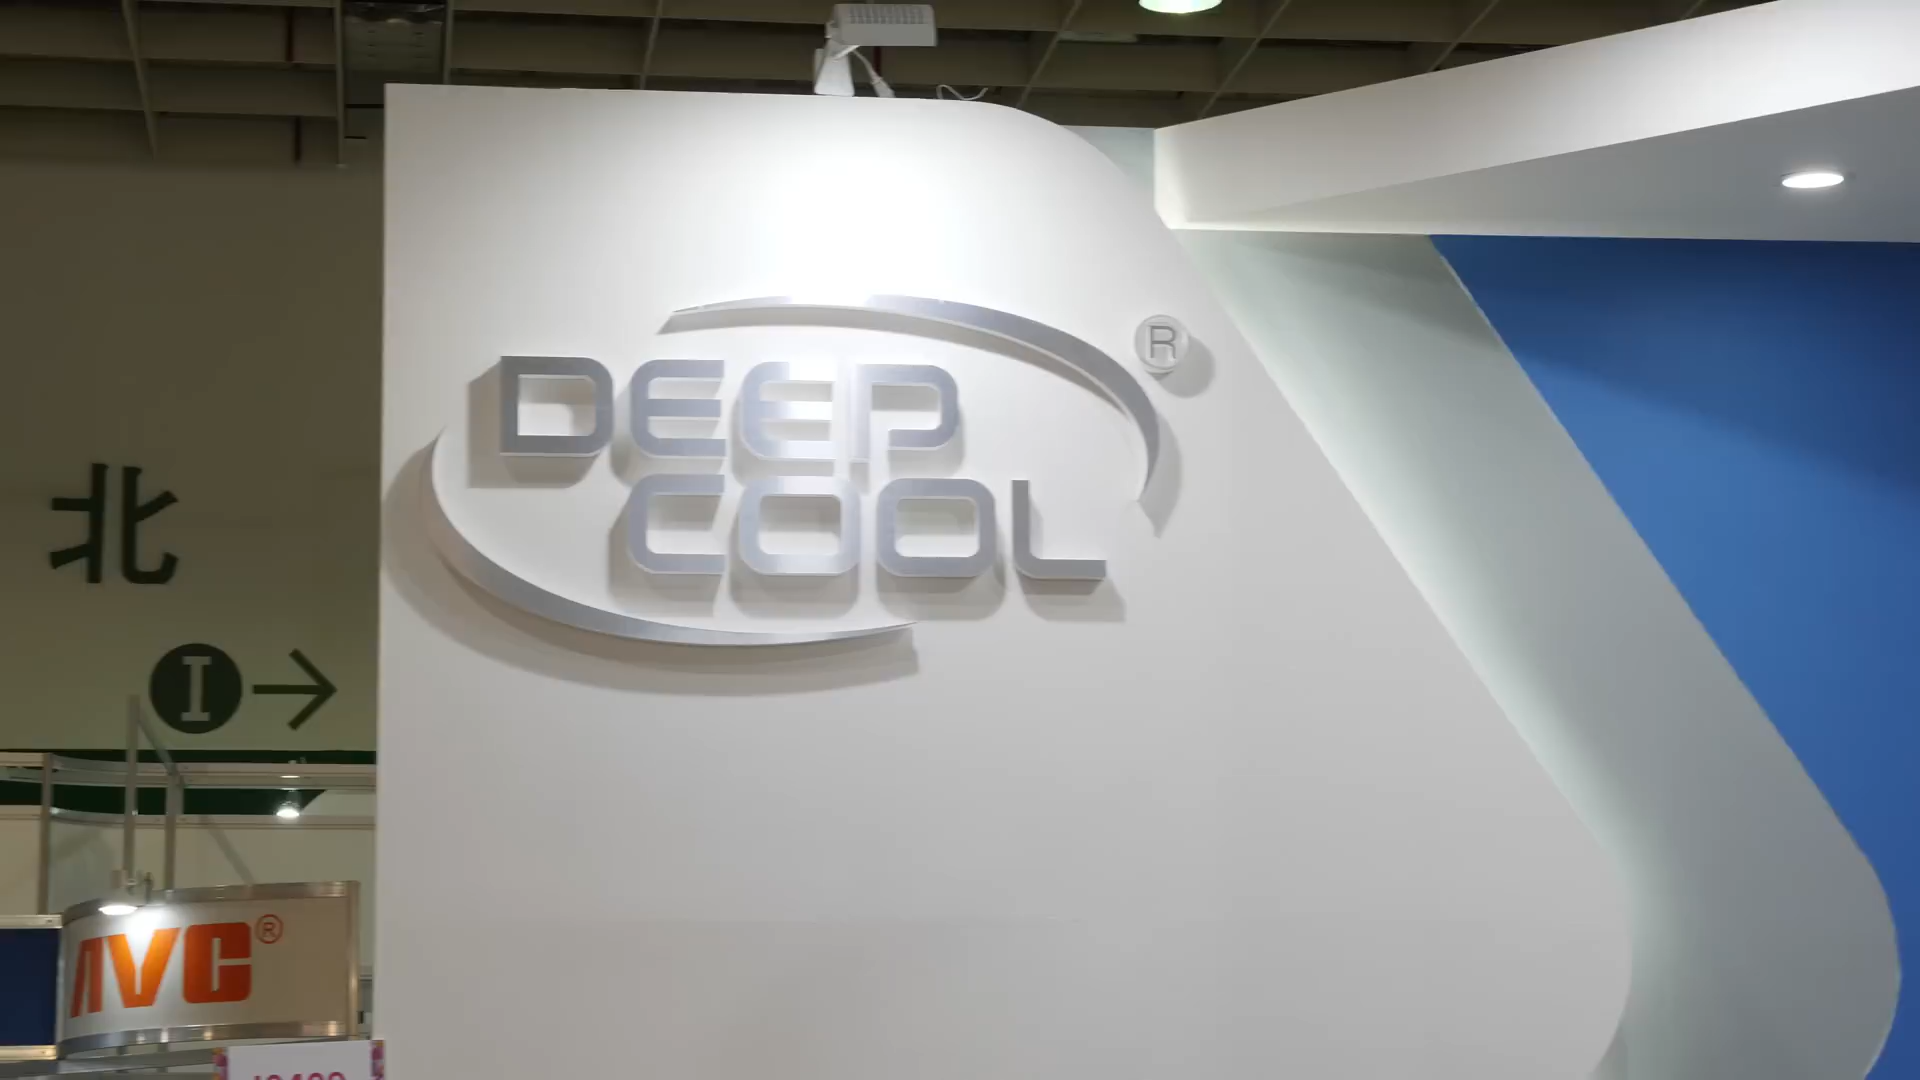 DEEP
COOL
®
北
I →
AVC®